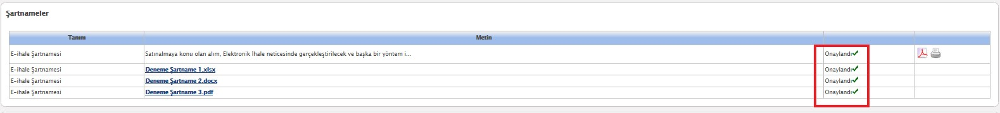 Şartnameler
Tanım Metin
E-ihale Şartnamesi Satınalmaya konu olan alım, Elektronik İhale neticesinde gerçekleştirilecek ve başka bir yöntem i... Onaylandı
E-ihale Şartnamesi Deneme Şartname 1.xlsx Onaylandı
E-ihale Şartnamesi Deneme Şartname 2.docx Onaylandı
E-ihale Şartnamesi Deneme Şartname 3.pdf Onaylandı